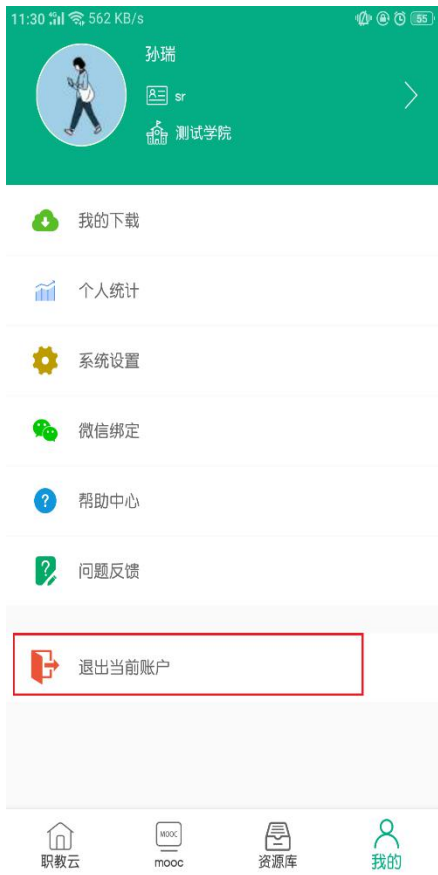 11:30 4G 562 KB/s 55
孙瑞
sr
测试学院
我的下载
个人统计
系统设置
微信绑定
帮助中心
问题反馈
退出当前账户
MOOC
职教云 mooc 资源库 我的